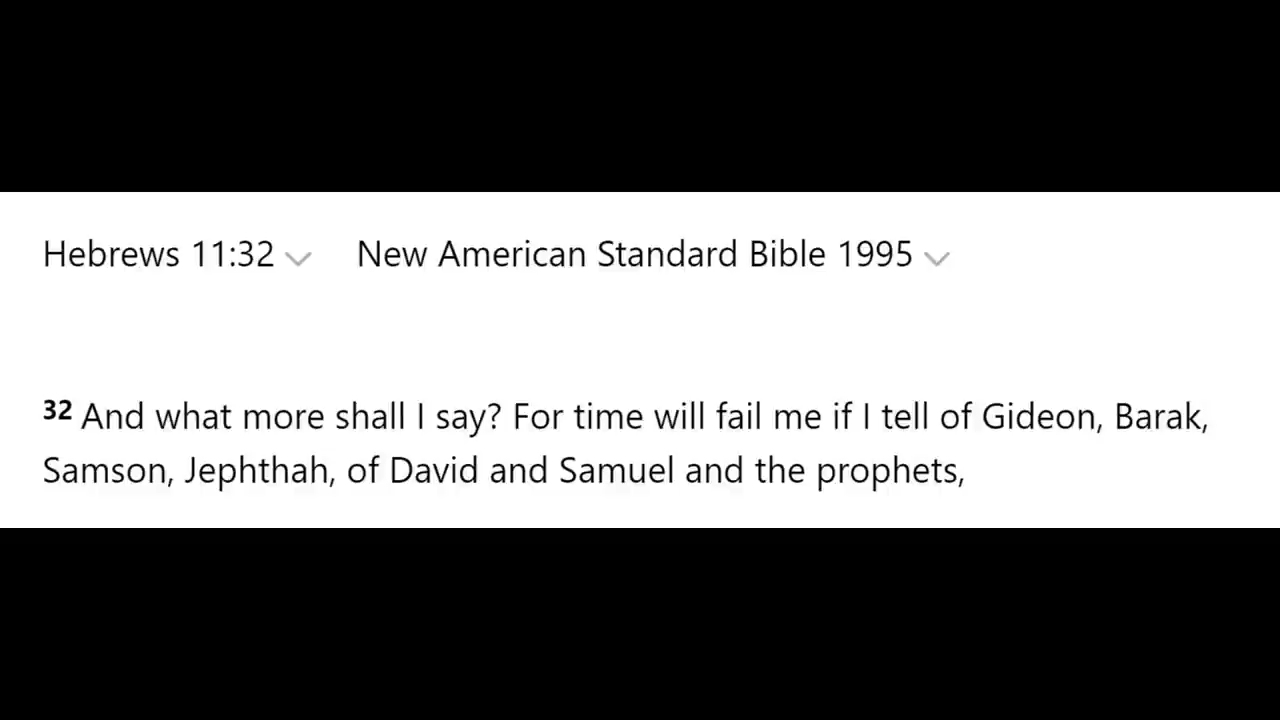 Hebrews 11:32 New American Standard Bible 1995
32 And what more shall I say? For time will fail me if I tell of Gideon, Barak,
Samson, Jephthah, of David and Samuel and the prophets,